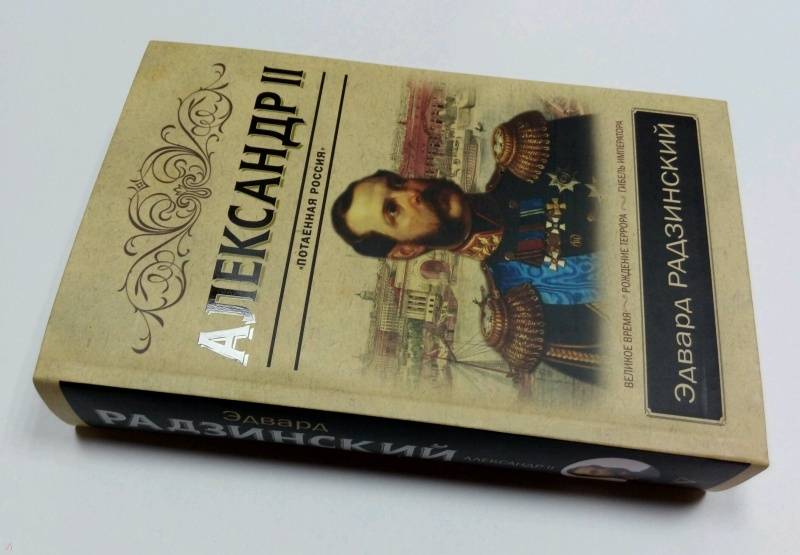 АЛЕКСАНДР II
«ПОТАЕННАЯ РОССИЯ»
ВЕЛИКОЕ ВРЕМЯ ~ РОЖДЕНИЕ ТЕРРОРА ~ ГИБЕЛЬ ИМПЕРАТОРА
Эдвард РАДЗИНСКИЙ
Эдвард
РАДЗИНСКИЙ
АЛЕКСАНДР II